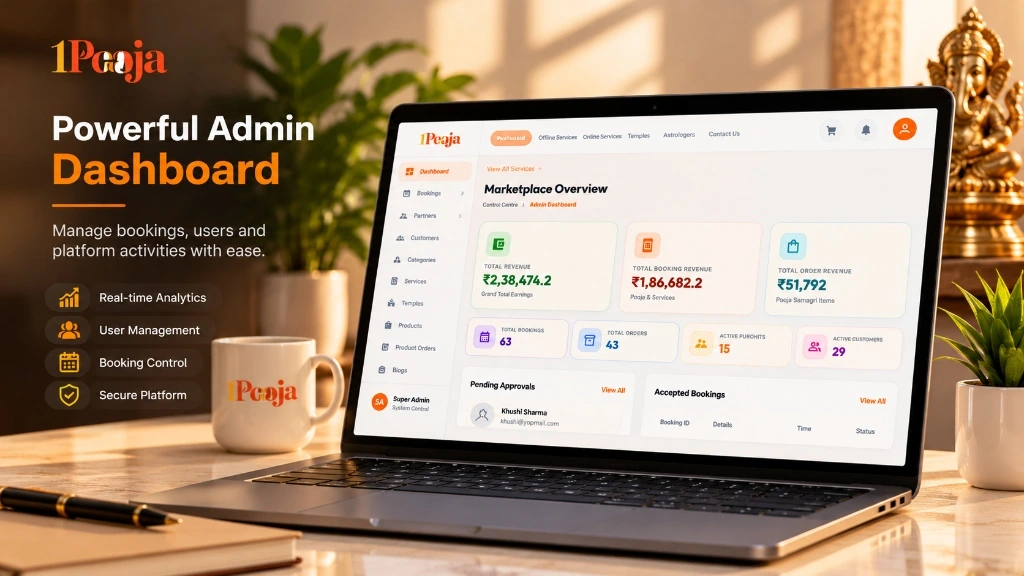 1Pooja
Powerful Admin
Dashboard
Manage bookings, users and
platform activities with ease.
Real-time Analytics
User Management
Booking Control
Secure Platform
1Pooja
1Pooja
Offline Services
Online Services
Temples
Astrologers
Contact Us
Dashboard
Bookings
Partners
Customers
Categories
Services
Temples
Products
Product Orders
Blogs
SA
Super Admin
System Control
View All Services
Marketplace Overview
Control Centre > Admin Dashboard
TOTAL REVENUE
₹2,38,474.2
Grand Total Earnings
TOTAL BOOKING REVENUE
₹1,86,682.2
Pooja & Services
TOTAL ORDER REVENUE
₹51,792
Pooja Samagri Items
TOTAL BOOKINGS
63
TOTAL ORDERS
43
ACTIVE PUROHITS
15
ACTIVE CUSTOMERS
29
Pending Approvals
View All
Khushi Sharma
khushi@yopmail.com
Accepted Bookings
View All
Booking ID
Details
Time
Status